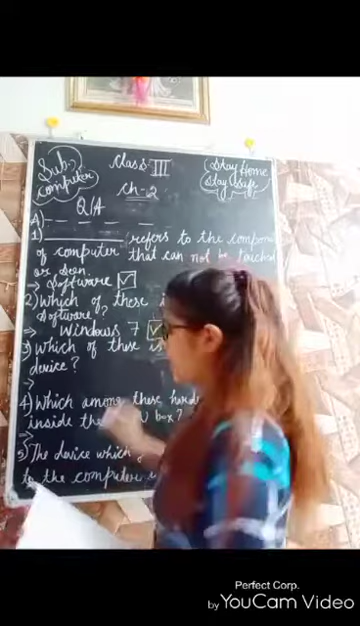 Sub:-
Computer
Class III
Stay Home
Stay Safe
Ch-2
Q/A
A)
1) refers to the
of computer that can not be touched
or seen.
→ Software
2) Which of these
Software?
⇒ Windows 7
3) Which of these is
device?
→
4) Which among these
inside the box?
⇒
5) The device which
to the computer
Perfect Corp.
by YouCam Video